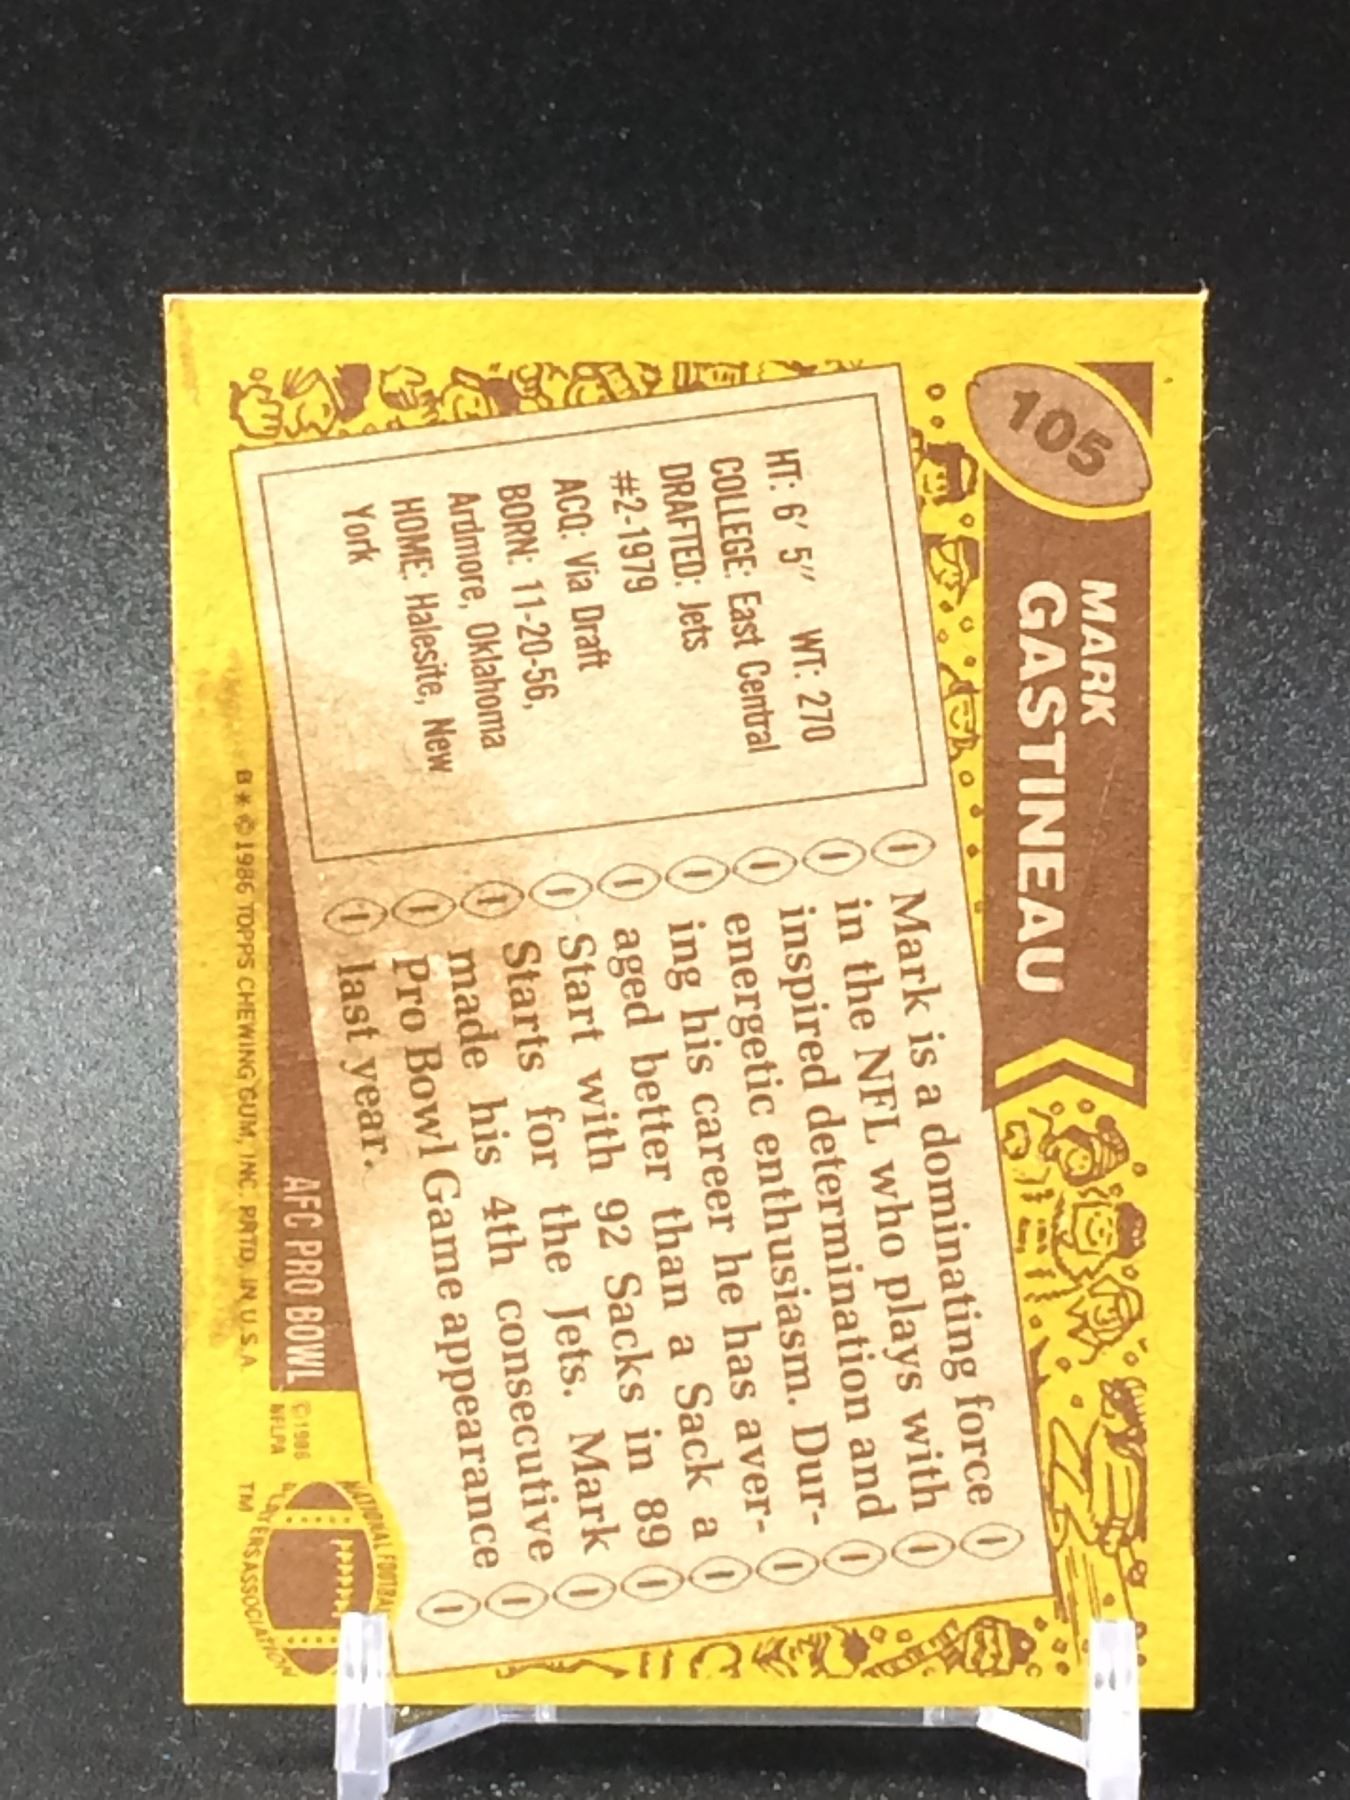 105
MARK
GASTINEAU
HT: 6' 5" WT: 270
COLLEGE: East Central
DRAFTED: Jets
#2-1979
ACQ: Via Draft
BORN: 11-20-56,
Ardmore, Oklahoma
HOME: Halesite, New
York
Mark is a dominating force
in the NFL who plays with
inspired determination and
energetic enthusiasm. Dur-
ing his career he has aver-
aged better than a Sack a
Start with 92 Sacks in 89
Starts for the Jets. Mark
made his 4th consecutive
Pro Bowl Game appearance
last year.
AFC PRO BOWL
B * © 1986 TOPPS CHEWING GUM, INC. PRTD. IN U.S.A.
© 1986
NFLPA
NATIONAL FOOTBALL
ASSOCIATION
TM